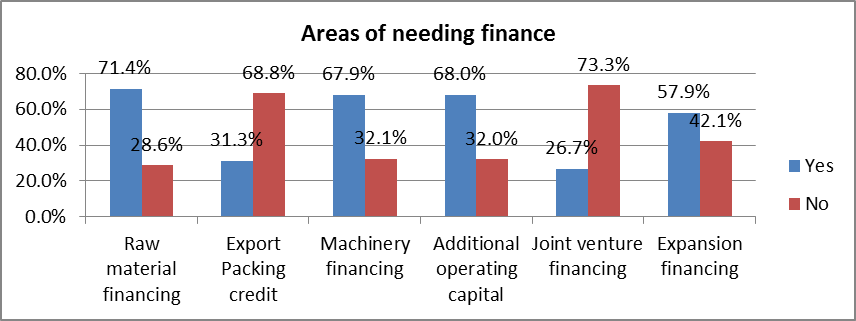 Areas of needing finance
80.0%
60.0%
40.0%
20.0%
0.0%
71.4%
28.6%
31.3%
68.8%
67.9%
32.1%
68.0%
32.0%
26.7%
73.3%
57.9%
42.1%
Raw
material
financing
Export
Packing
credit
Machinery
financing
Additional
operating
capital
Joint venture
financing
Expansion
financing
Yes
No